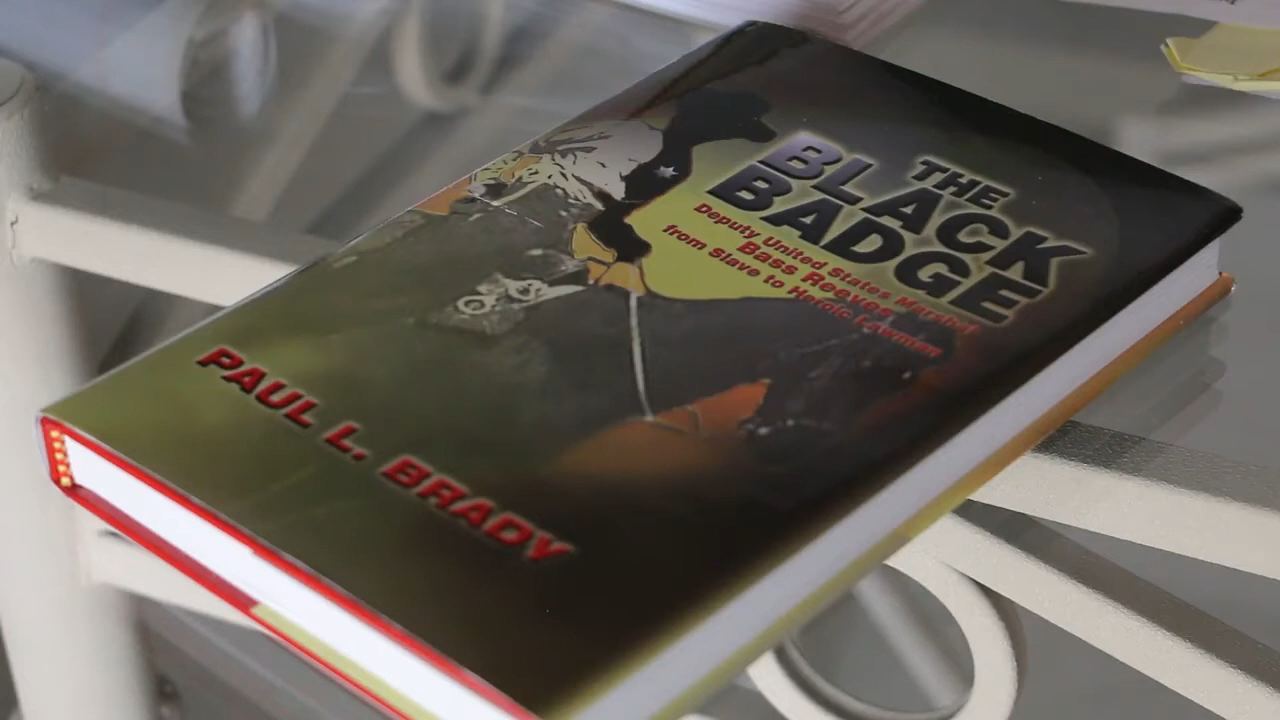 THE
BLACK
BADGE
Deputy United States Marshal
Bass Reeves
from Slave to Heroic Lawman
PAUL L. BRADY